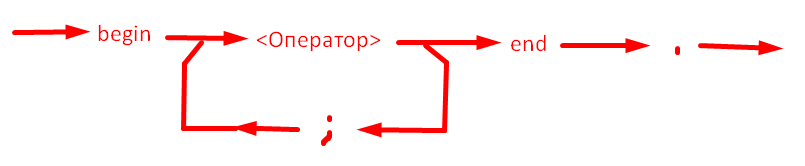 begin <Оператор> end .
;